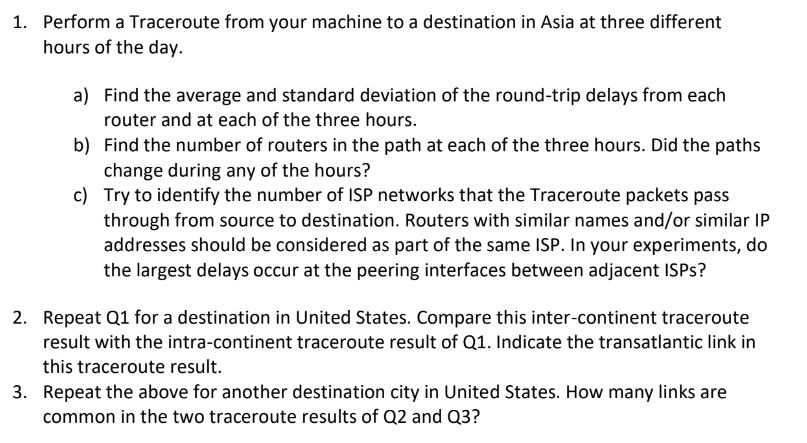 1. Perform a Traceroute from your machine to a destination in Asia at three different
hours of the day.
a) Find the average and standard deviation of the round-trip delays from each
router and at each of the three hours.
b) Find the number of routers in the path at each of the three hours. Did the paths
change during any of the hours?
c) Try to identify the number of ISP networks that the Traceroute packets pass
through from source to destination. Routers with similar names and/or similar IP
addresses should be considered as part of the same ISP. In your experiments, do
the largest delays occur at the peering interfaces between adjacent ISPs?
2. Repeat Q1 for a destination in United States. Compare this inter-continent traceroute
result with the intra-continent traceroute result of Q1. Indicate the transatlantic link in
this traceroute result.
3. Repeat the above for another destination city in United States. How many links are
common in the two traceroute results of Q2 and Q3?